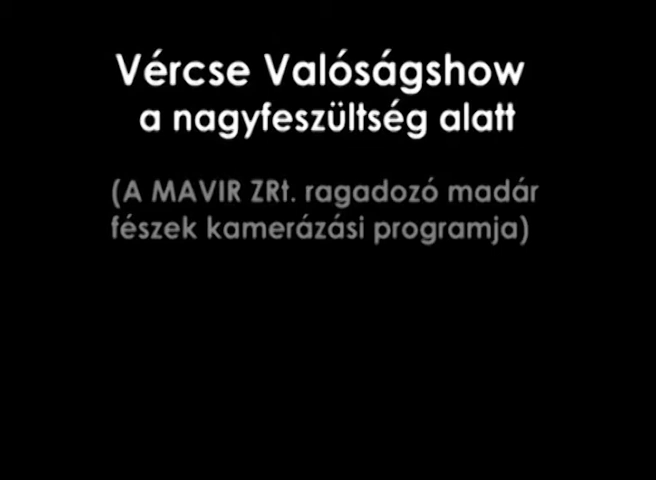 Vércse Valóságshow
a nagyfeszültség alatt
(A MAVIR ZRt. ragadozó madár
fészek kamerázási programja)